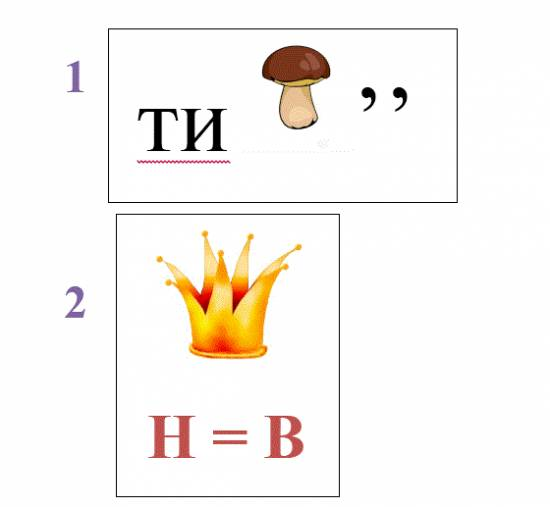 1
ти ,,
2
Н = В